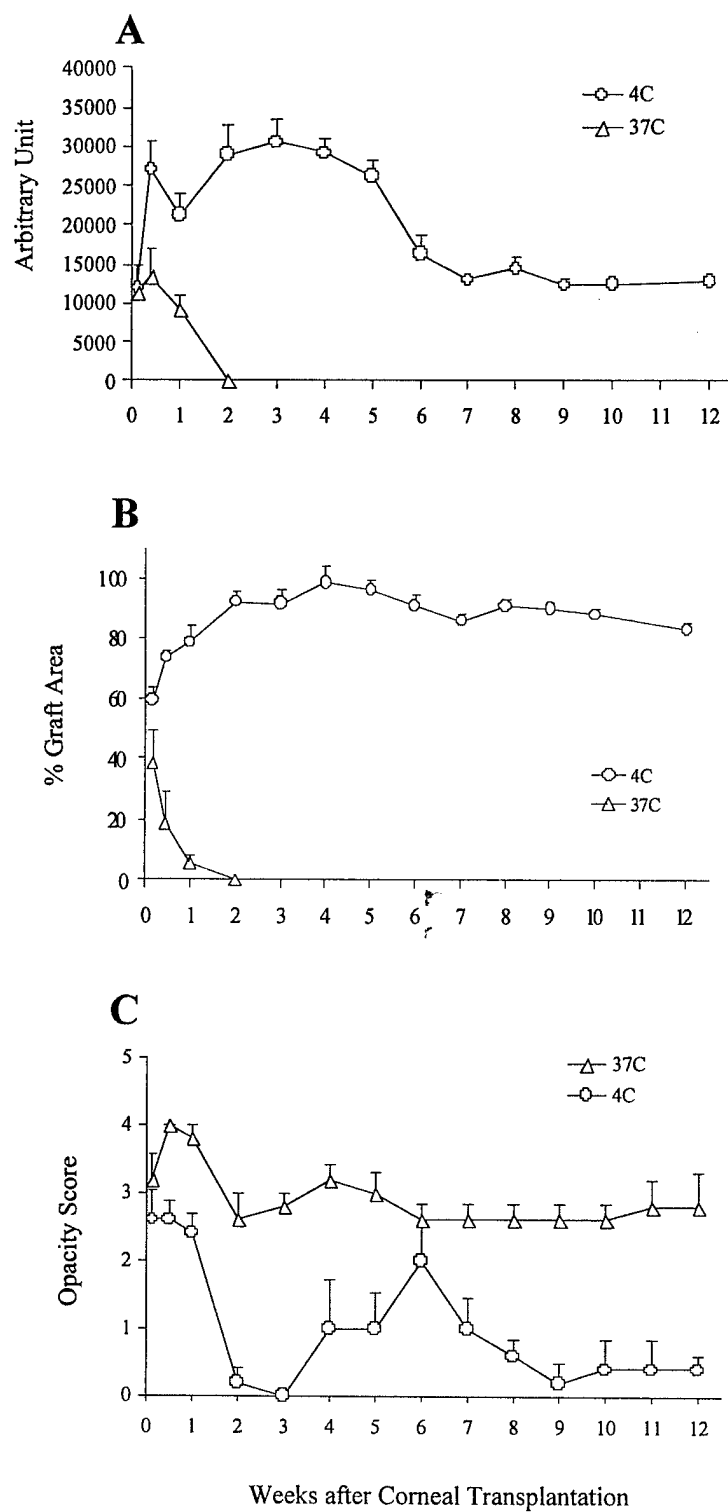 A
40000
35000
30000
25000
20000
15000
10000
5000
0
Arbitrary Unit
4C
37C
0 1 2 3 4 5 6 7 8 9 10 11 12
B
100
80
60
40
20
0
% Graft Area
4C
37C
0 1 2 3 4 5 6 7 8 9 10 11 12
C
5
4
3
2
1
0
Opacity Score
37C
4C
0 1 2 3 4 5 6 7 8 9 10 11 12
Weeks after Corneal Transplantation